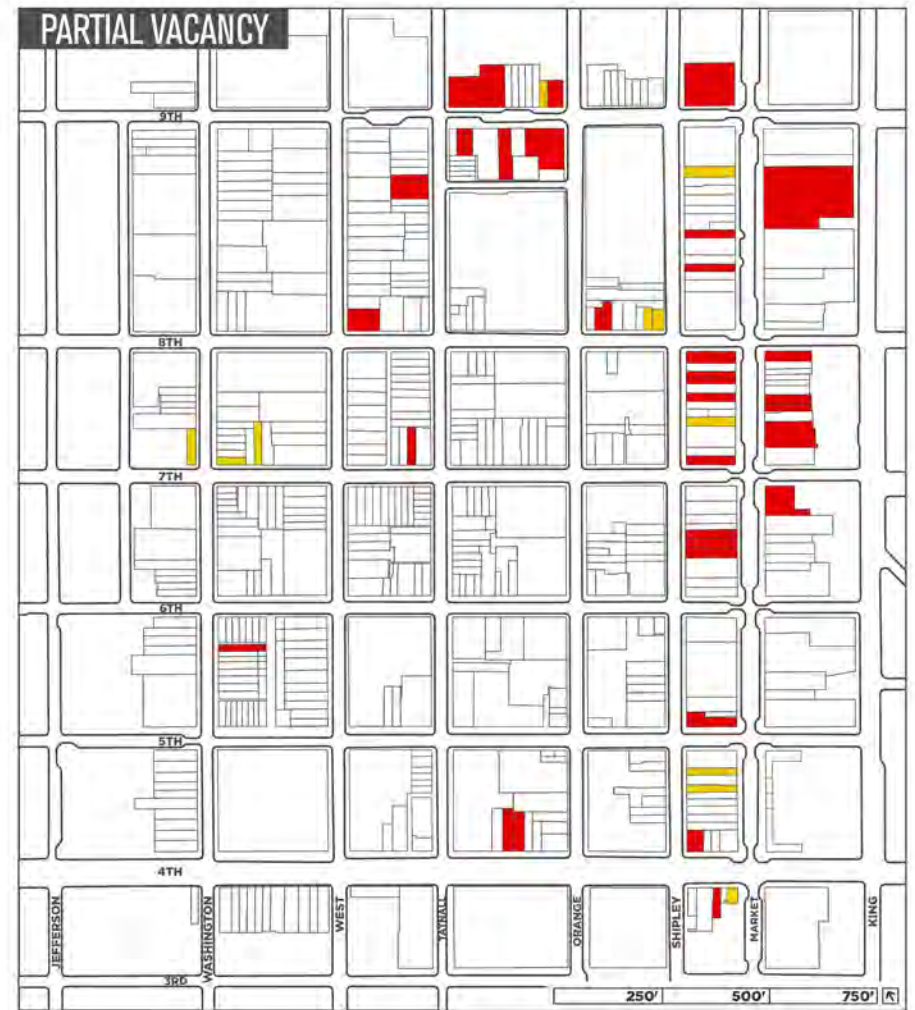 PARTIAL VACANCY
9TH
8TH
7TH
6TH
5TH
4TH
JEFFERSON
WASHINGTON
WEST
TATNALL
ORANGE
SHIPLEY
MARKET
KING
3RD
250' 500' 750'